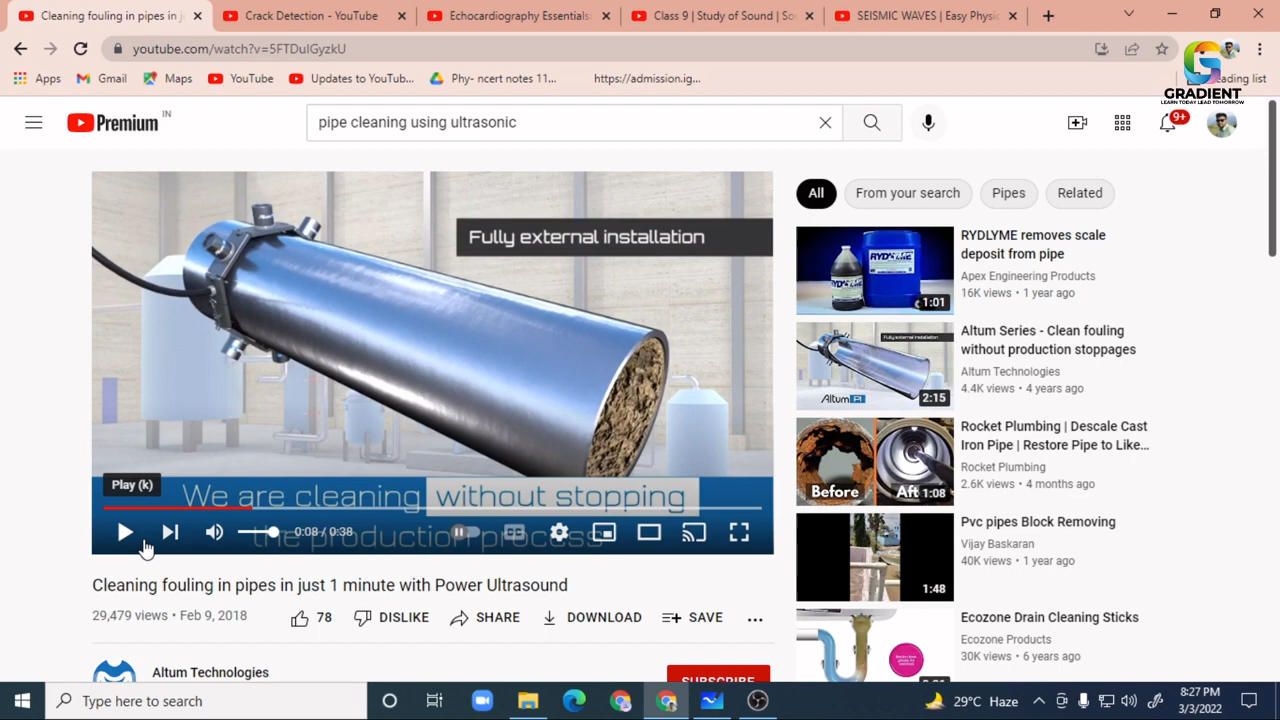 Cleaning fouling in pipes in j
Crack Detection - YouTube
Echocardiography Essentials:
Class 9 | Study of Sound | So
SEISMIC WAVES | Easy Physi
youtube.com/watch?v=5FTDulGyzkU
Apps
Gmail
Maps
YouTube
Updates to YouTub...
Phy- ncert notes 11...
https://admission.ig...
ding list
GRADIENT
LEARN TODAY LEAD TOMORROW
Premium IN
pipe cleaning using ultrasonic
9+
All
From your search
Pipes
Related
Fully external installation
Play (k)
We are cleaning without stopping
the production process
0:08 / 0:38
Cleaning fouling in pipes in just 1 minute with Power Ultrasound
29,479 views • Feb 9, 2018
78
DISLIKE
SHARE
DOWNLOAD
SAVE
Altum Technologies
SUBSCRIBE
1:01
RYDLYME removes scale
deposit from pipe
Apex Engineering Products
16K views • 1 year ago
Fully external installation
Altum
2:15
Altum Series - Clean fouling
without production stoppages
Altum Technologies
4.4K views • 4 years ago
Before
Aft
1:08
Rocket Plumbing | Descale Cast
Iron Pipe | Restore Pipe to Like...
Rocket Plumbing
2.6K views • 4 months ago
1:48
Pvc pipes Block Removing
Vijay Baskaran
40K views • 1 year ago
Ecozone Drain Cleaning Sticks
Ecozone Products
30K views • 6 years ago
Type here to search
29°C Haze
8:27 PM
3/3/2022